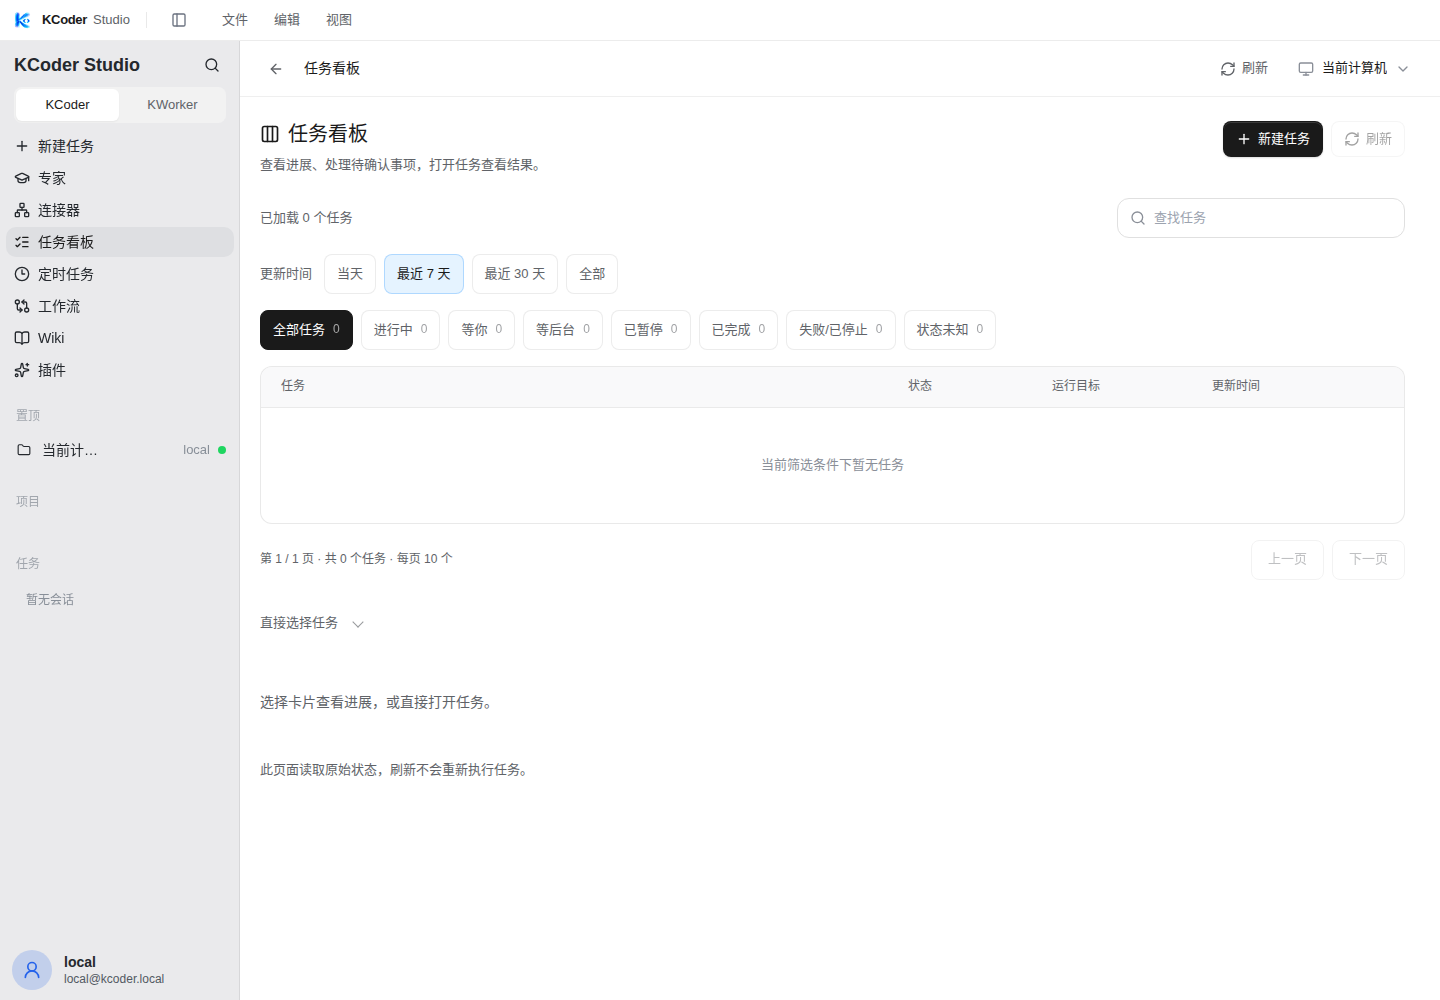 KCoder Studio
文件 编辑 视图
KCoder Studio
KCoder KWorker
新建任务
专家
连接器
任务看板
定时任务
工作流
Wiki
插件
置顶
当前计… local
项目
任务
暂无会话
local
local@kcoder.local
任务看板 刷新 当前计算机
任务看板 新建任务 刷新
查看进展、处理待确认事项，打开任务查看结果。
已加载 0 个任务 查找任务
更新时间 当天 最近 7 天 最近 30 天 全部
全部任务 0 进行中 0 等你 0 等后台 0 已暂停 0 已完成 0 失败/已停止 0 状态未知 0
任务 状态 运行目标 更新时间
当前筛选条件下暂无任务
第 1 / 1 页 · 共 0 个任务 · 每页 10 个 上一页 下一页
直接选择任务
选择卡片查看进展，或直接打开任务。
此页面读取原始状态，刷新不会重新执行任务。